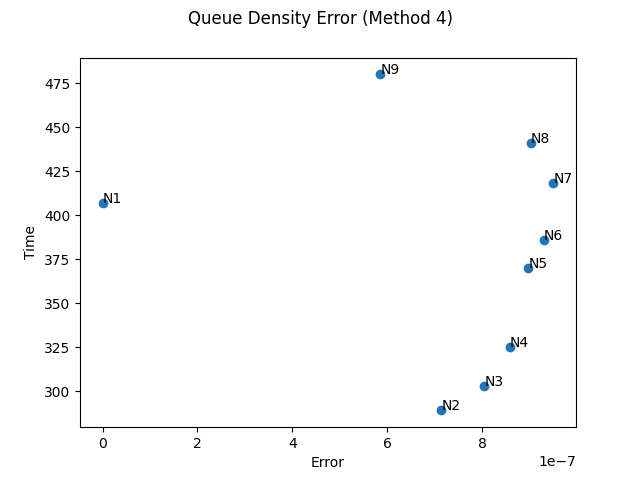 Queue Density Error (Method 4)
475
450
425
400
375
350
325
300
Time
N9
N8
N7
N1
N6
N5
N4
N3
N2
0 2 4 6 8
1e−7
Error